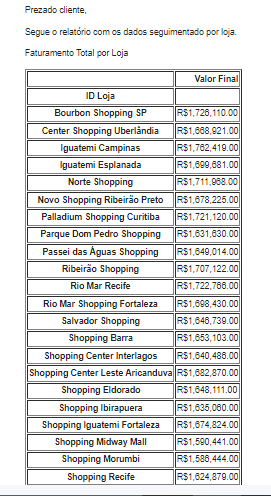 Prezado cliente,
Segue o relatório com os dados seguimentado por loja.
Faturamento Total por Loja
Valor Final
ID Loja
Bourbon Shopping SP R$1,726,110.00
Center Shopping Uberlândia R$1,668,921.00
Iguatemi Campinas R$1,762,419.00
Iguatemi Esplanada R$1,699,681.00
Norte Shopping R$1,711,968.00
Novo Shopping Ribeirão Preto R$1,678,225.00
Palladium Shopping Curitiba R$1,721,120.00
Parque Dom Pedro Shopping R$1,631,630.00
Passei das Águas Shopping R$1,649,014.00
Ribeirão Shopping R$1,707,122.00
Rio Mar Recife R$1,722,766.00
Rio Mar Shopping Fortaleza R$1,698,430.00
Salvador Shopping R$1,646,739.00
Shopping Barra R$1,653,103.00
Shopping Center Interlagos R$1,640,486.00
Shopping Center Leste Aricanduva R$1,682,870.00
Shopping Eldorado R$1,648,111.00
Shopping Ibirapuera R$1,635,060.00
Shopping Iguatemi Fortaleza R$1,674,824.00
Shopping Midway Mall R$1,590,441.00
Shopping Morumbi R$1,586,444.00
Shopping Recife R$1,624,879.00